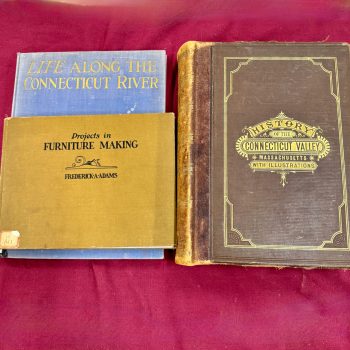 LIFE ALONG THE
CONNECTICUT RIVER
Projects in
FURNITURE MAKING
FREDERICK·A·ADAMS
HISTORY
OF THE
CONNECTICUT VALLEY
MASSACHUSETTS
WITH ILLUSTRATIONS